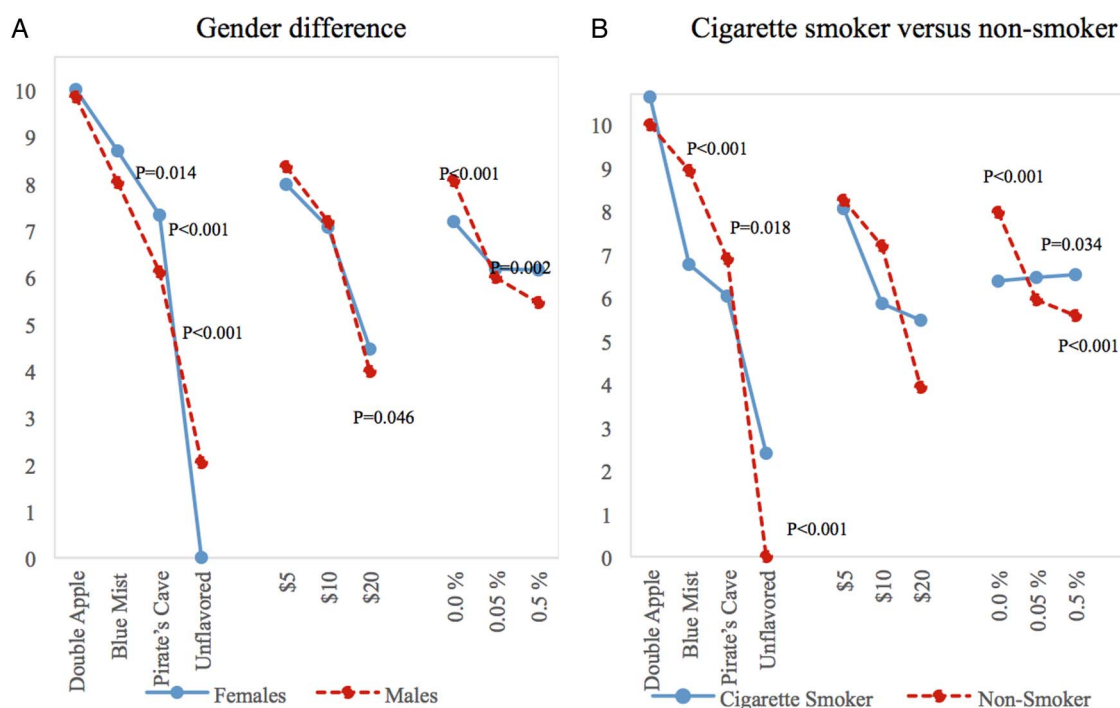 A
Gender difference
10
9
8
7
6
5
4
3
2
1
0
P=0.014
P<0.001
P<0.001
P=0.046
P<0.001
P=0.002
Double Apple
Blue Mist
Pirate's Cave
Unflavored
$5
$10
$20
0.0 %
0.05 %
0.5 %
Females
Males
B
Cigarette smoker versus non-smoker
10
9
8
7
6
5
4
3
2
1
0
P<0.001
P=0.018
P<0.001
P<0.001
P=0.034
P<0.001
Double Apple
Blue Mist
Pirate's Cave
Unflavored
$5
$10
$20
0.0 %
0.05 %
0.5 %
Cigarette Smoker
Non-Smoker